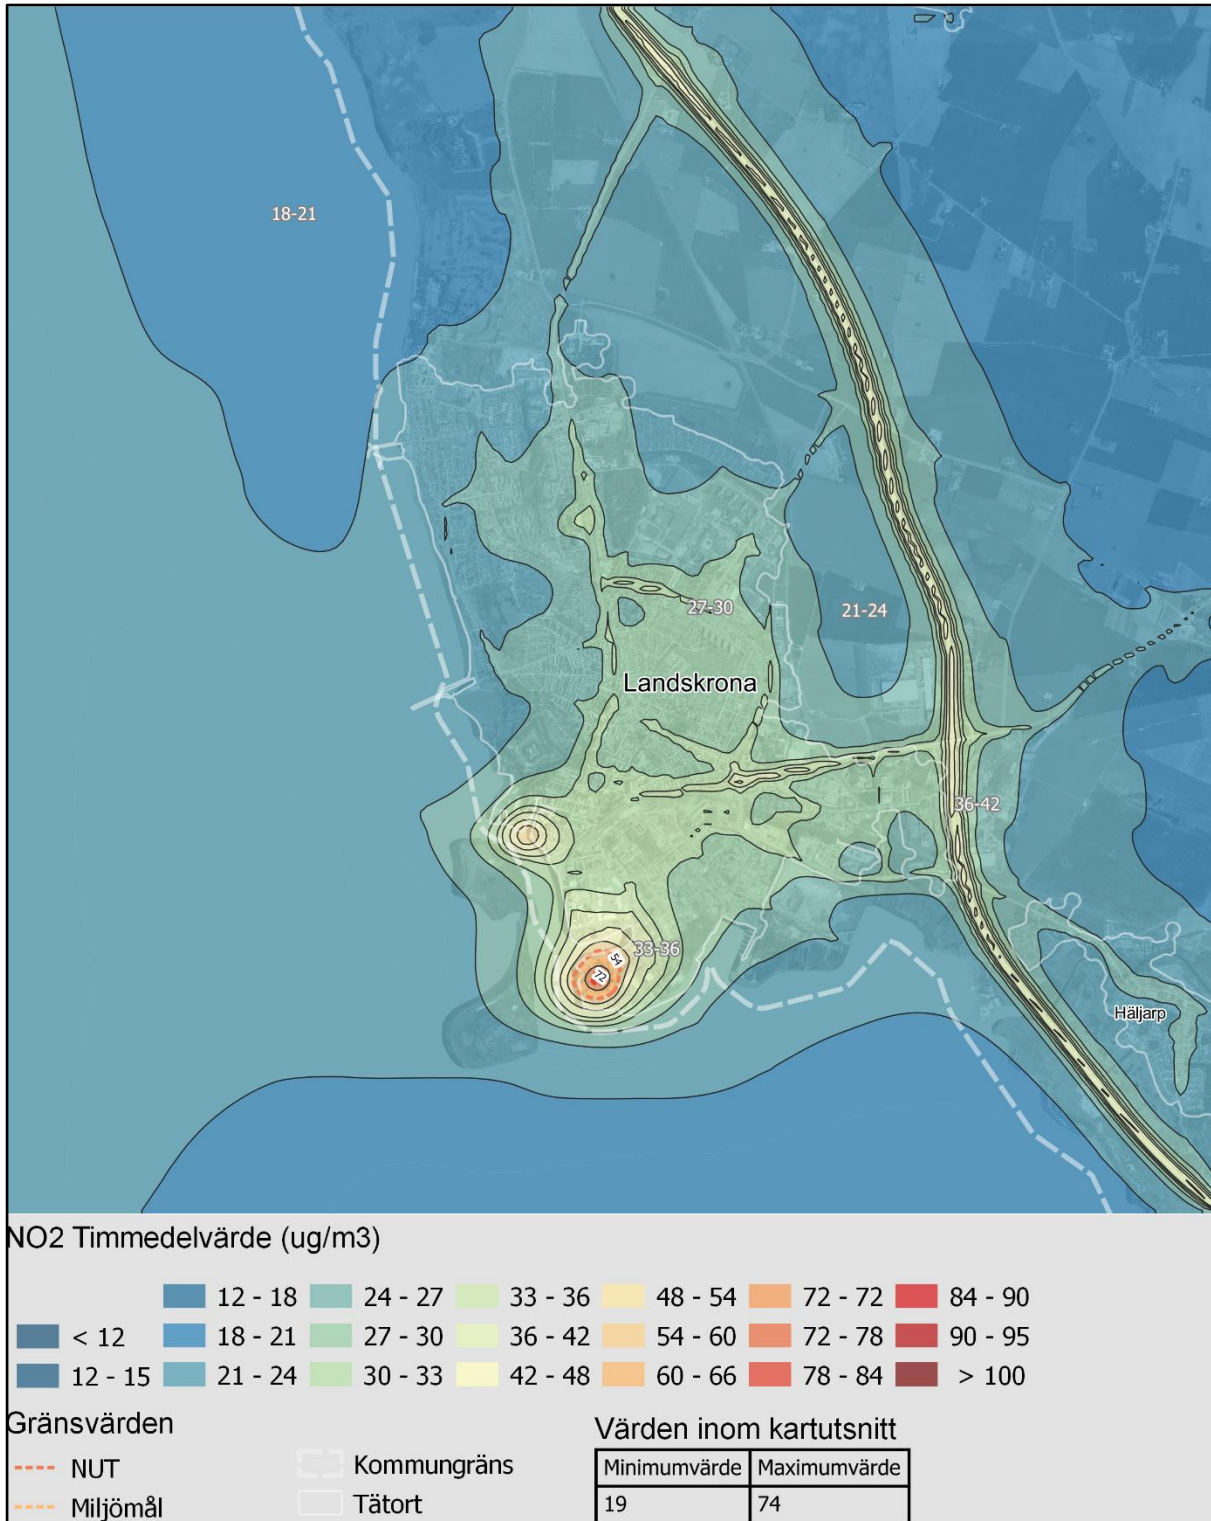 18-21
27-30
21-24
Landskrona
36-42
33-36
54
72
Häljarp
NO2 Timmedelvärde (ug/m3)
12 - 18 24 - 27 33 - 36 48 - 54 72 - 72 84 - 90
< 12 18 - 21 27 - 30 36 - 42 54 - 60 72 - 78 90 - 95
12 - 15 21 - 24 30 - 33 42 - 48 60 - 66 78 - 84 > 100
Gränsvärden
NUT
Miljömål
Kommungräns
Tätort
Värden inom kartutsnitt
Minimumvärde Maximumvärde
19 74